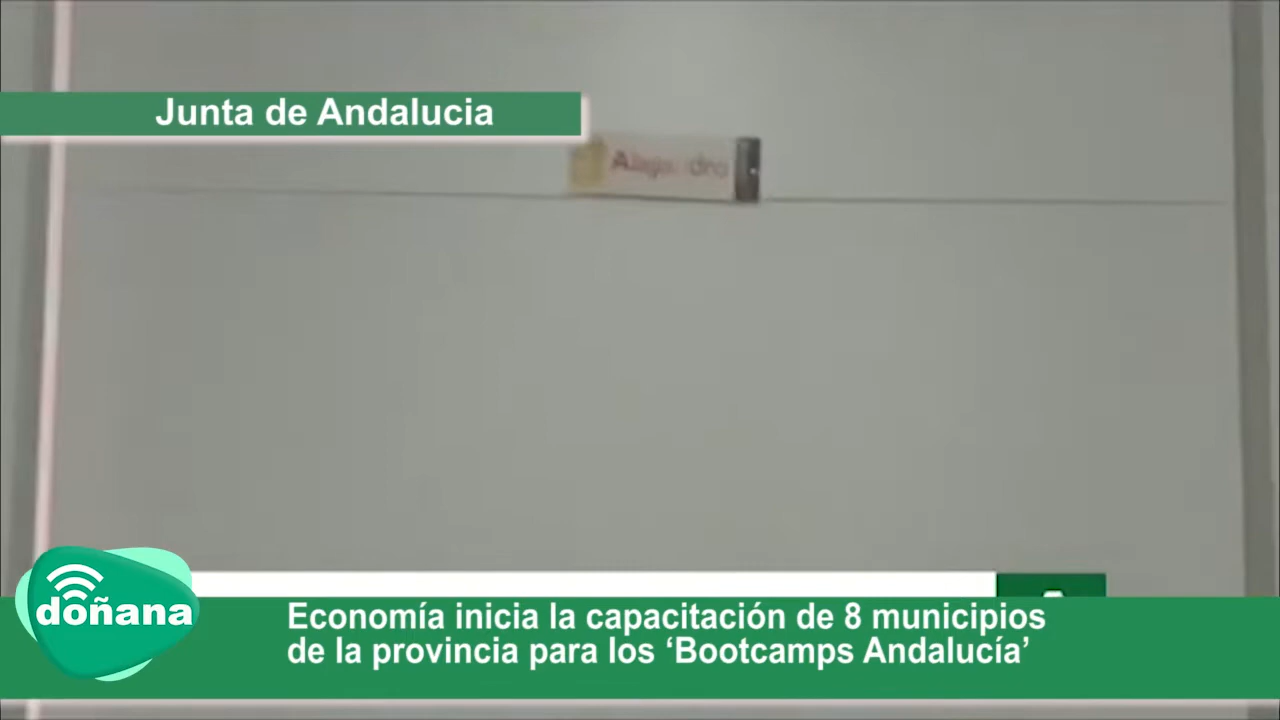 Junta de Andalucia
doñana
Economía inicia la capacitación de 8 municipios
de la provincia para los ‘Bootcamps Andalucía’